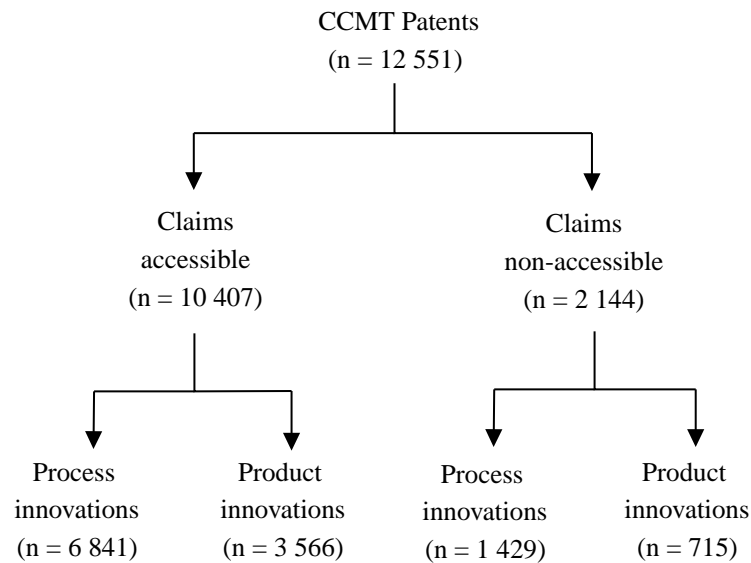 CCMT Patents
(n = 12 551)
Claims
accessible
(n = 10 407)
Claims
non-accessible
(n = 2 144)
Process
innovations
(n = 6 841)
Product
innovations
(n = 3 566)
Process
innovations
(n = 1 429)
Product
innovations
(n = 715)